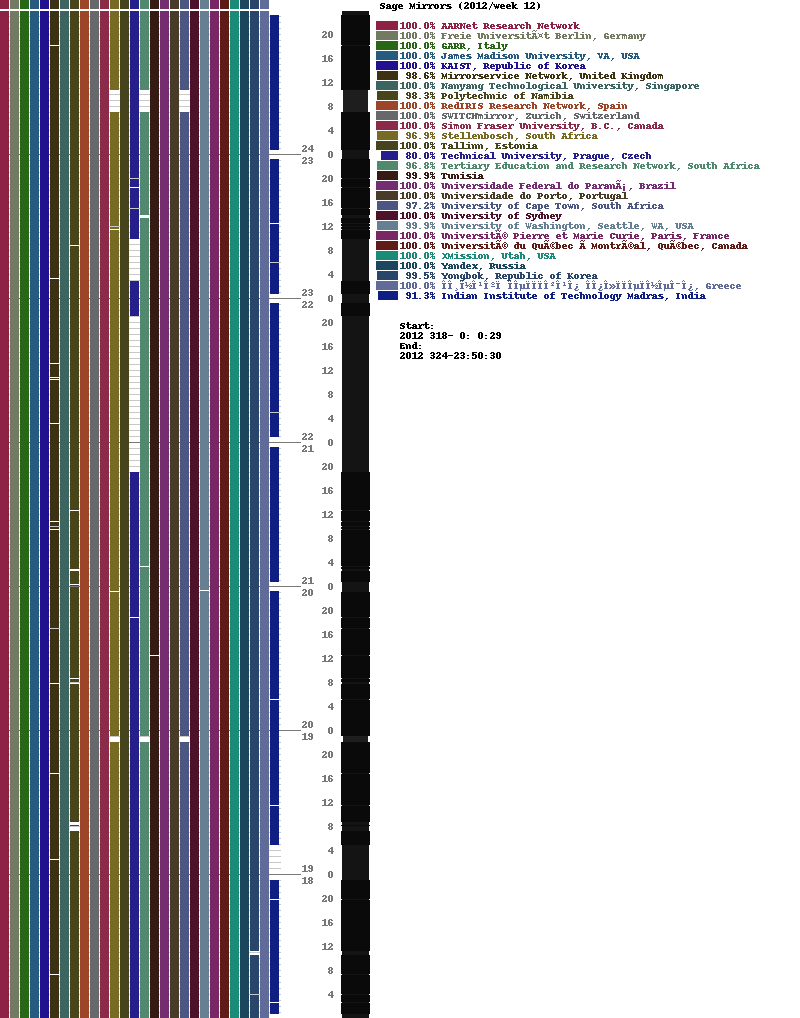 Sage Mirrors (2012/week 12)
100.0% AARNet Research Network
100.0% Freie UniversitÃ¤t Berlin, Germany
100.0% GARR, Italy
100.0% James Madison University, VA, USA
100.0% KAIST, Republic of Korea
98.6% Mirrorservice Network, United Kingdom
100.0% Nanyang Technological University, Singapore
98.3% Polytechnic of Namibia
100.0% RedIRIS Research Network, Spain
100.0% SWITCHmirror, Zurich, Switzerland
100.0% Simon Fraser University, B.C., Canada
96.9% Stellenbosch, South Africa
100.0% Tallinn, Estonia
80.0% Technical University, Prague, Czech
96.8% Tertiary Education and Research Network, South Africa
99.9% Tunisia
100.0% Universidade Federal do ParanÃ¡, Brazil
100.0% Universidade do Porto, Portugal
97.2% University of Cape Town, South Africa
100.0% University of Sydney
99.9% University of Washington, Seattle, WA, USA
100.0% UniversitÃ© Pierre et Marie Curie, Paris, France
100.0% UniversitÃ© du QuÃ©bec Ã MontrÃ©al, QuÃ©bec, Canada
100.0% XMission, Utah, USA
100.0% Yandex, Russia
99.5% Yongbok, Republic of Korea
100.0% Greece
91.3% Indian Institute of Technology Madras, India
Start:
2012 318- 0: 0:29
End:
2012 324-23:50:30
20
16
12
8
4
24
0
23
20
16
12
8
4
23
0
22
20
16
12
8
4
22
0
21
20
16
12
8
4
21
0
20
20
16
12
8
4
20
0
19
20
16
12
8
4
19
0
18
20
16
12
8
4